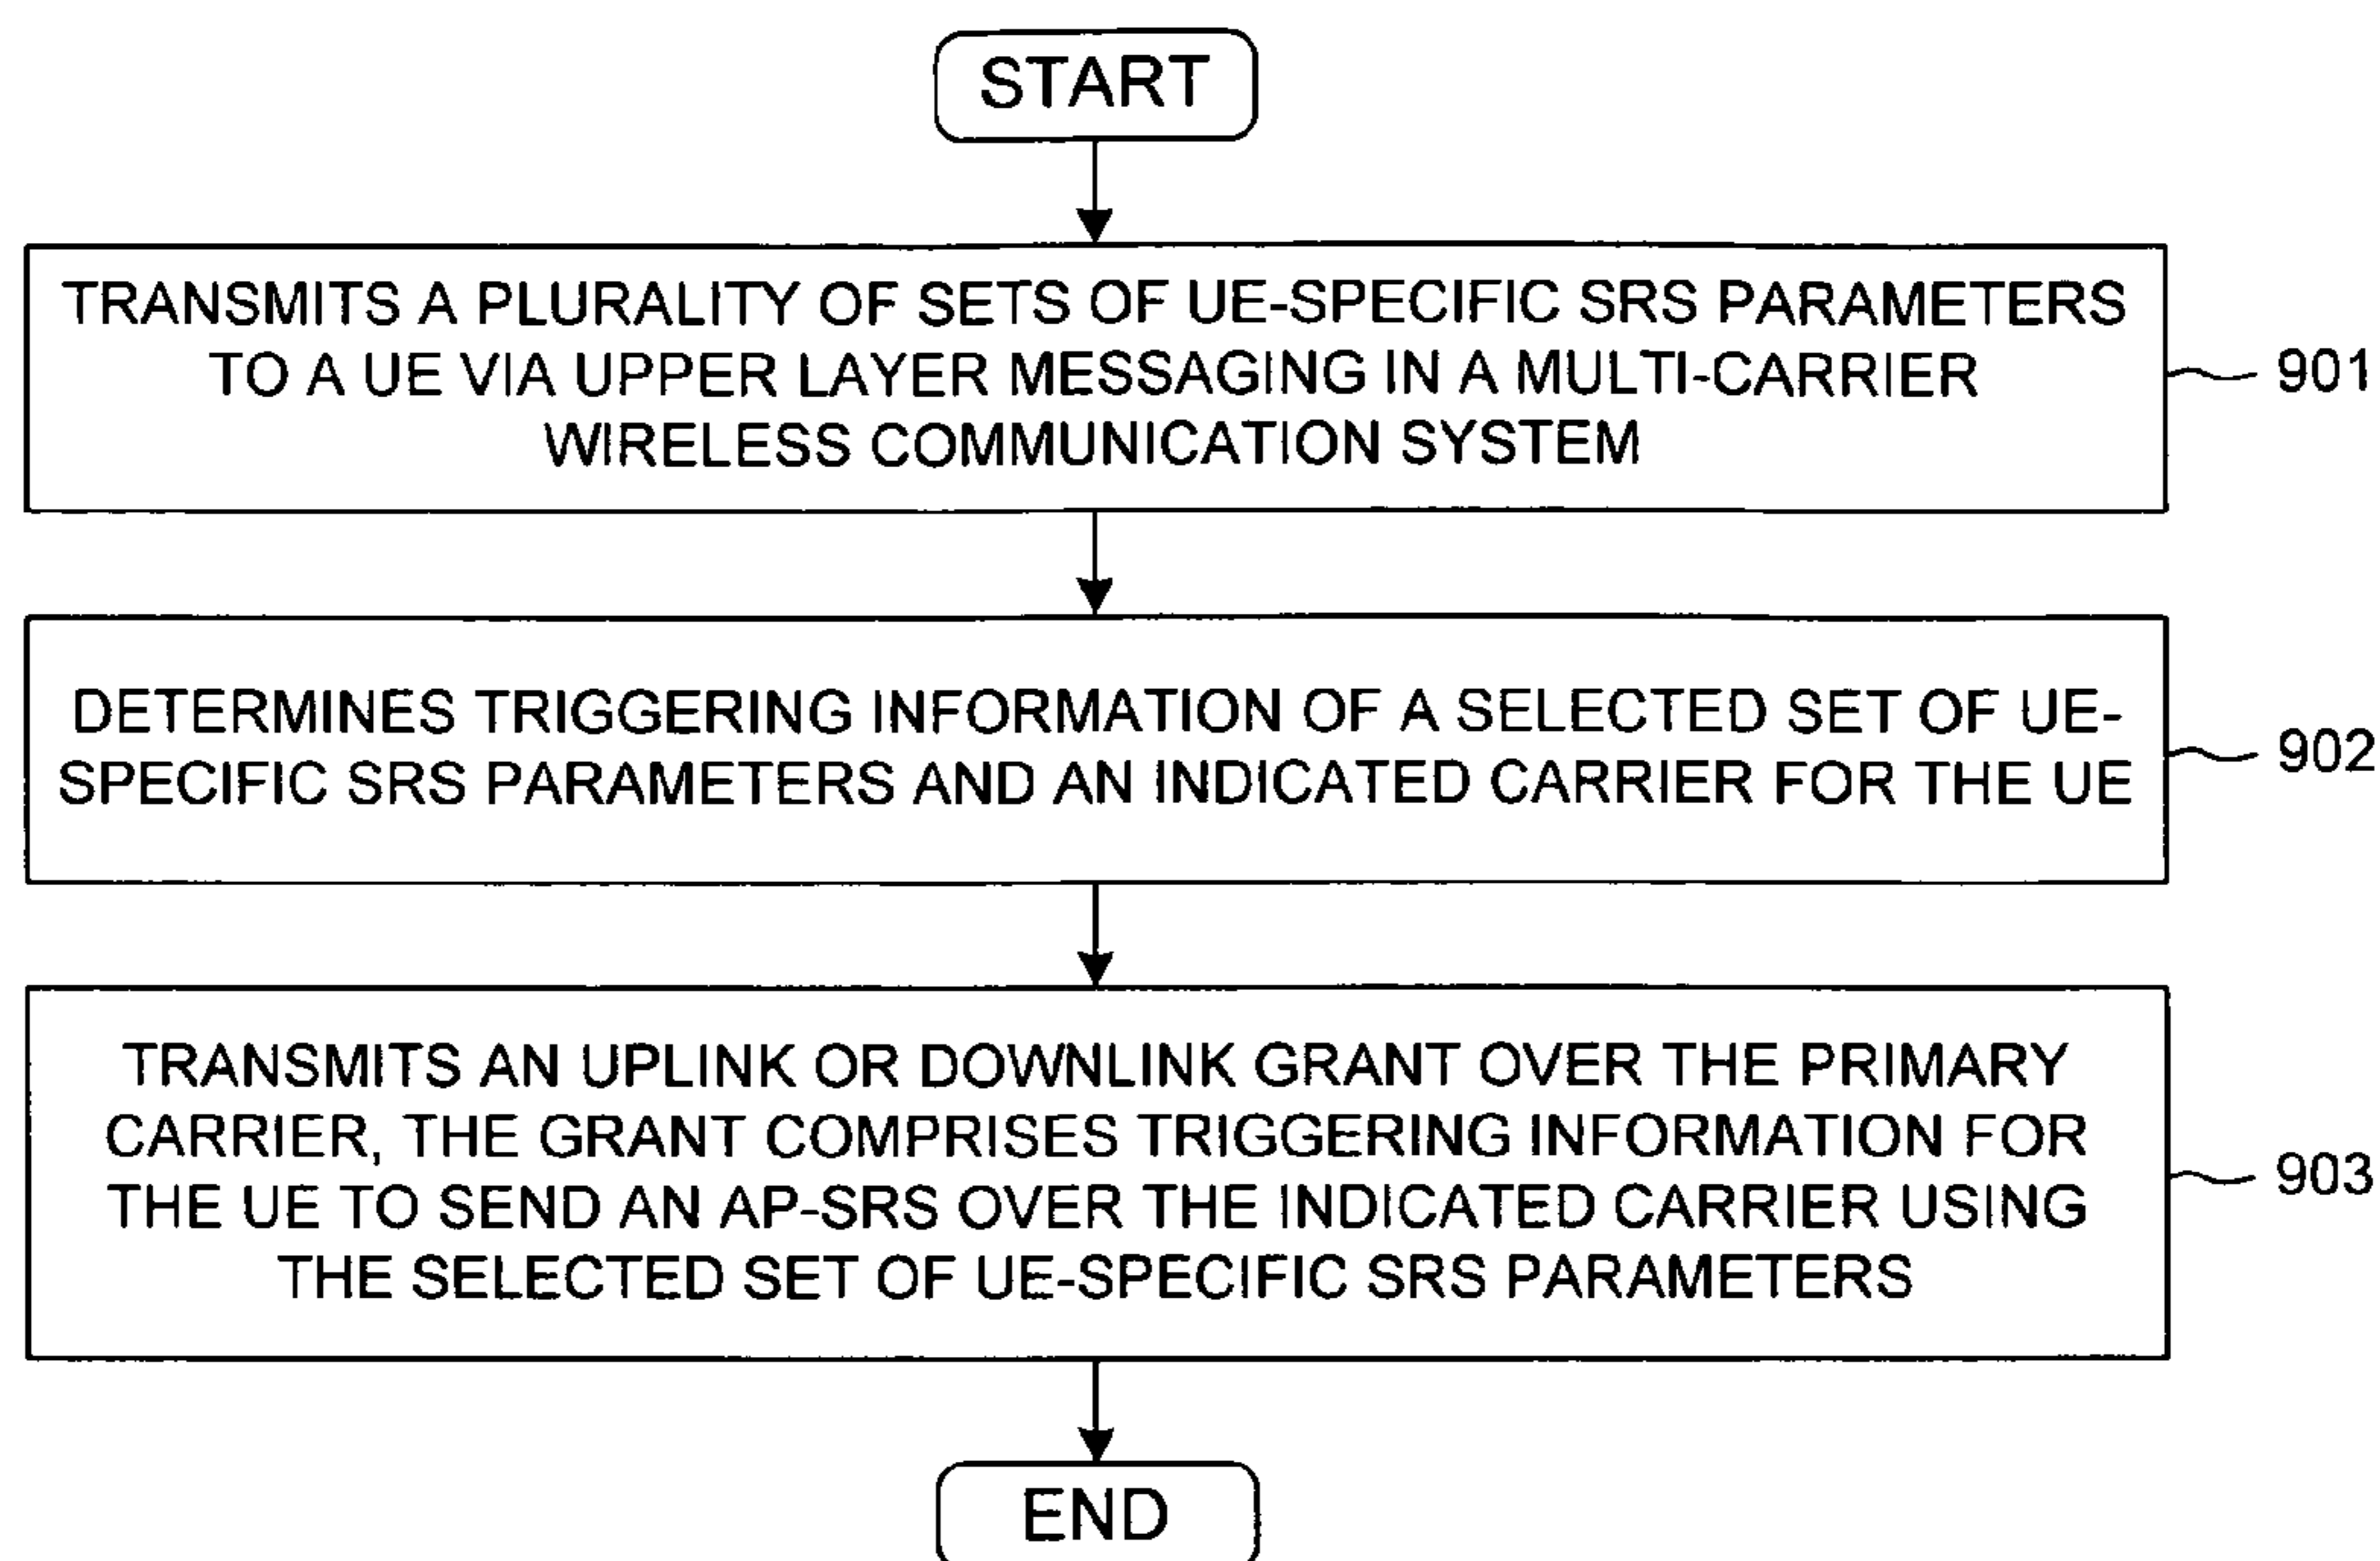 START
TRANSMITS A PLURALITY OF SETS OF UE-SPECIFIC SRS PARAMETERS
TO A UE VIA UPPER LAYER MESSAGING IN A MULTI-CARRIER
WIRELESS COMMUNICATION SYSTEM
901
DETERMINES TRIGGERING INFORMATION OF A SELECTED SET OF UE-
SPECIFIC SRS PARAMETERS AND AN INDICATED CARRIER FOR THE UE
902
TRANSMITS AN UPLINK OR DOWNLINK GRANT OVER THE PRIMARY
CARRIER, THE GRANT COMPRISES TRIGGERING INFORMATION FOR
THE UE TO SEND AN AP-SRS OVER THE INDICATED CARRIER USING
THE SELECTED SET OF UE-SPECIFIC SRS PARAMETERS
903
END